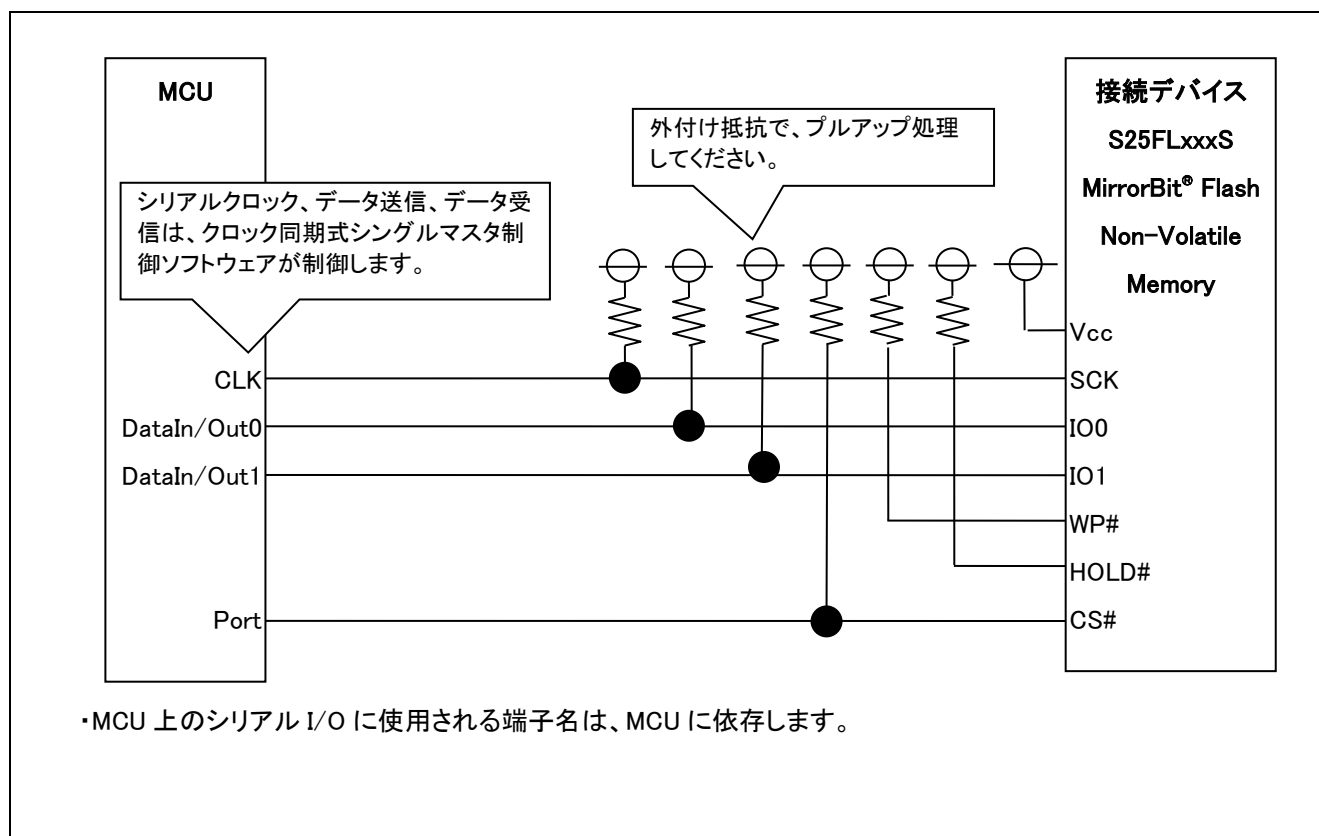 MCU
接続デバイス
S25FLxxxS
MirrorBit® Flash
Non-Volatile
Memory
外付け抵抗で、プルアップ処理
してください。
シリアルクロック、データ送信、データ受
信は、クロック同期式シングルマスタ制
御ソフトウェアが制御します。
Vcc
CLK
SCK
DataIn/Out0
IO0
DataIn/Out1
IO1
WP#
HOLD#
Port
CS#
・MCU 上のシリアル I/O に使用される端子名は、MCU に依存します。